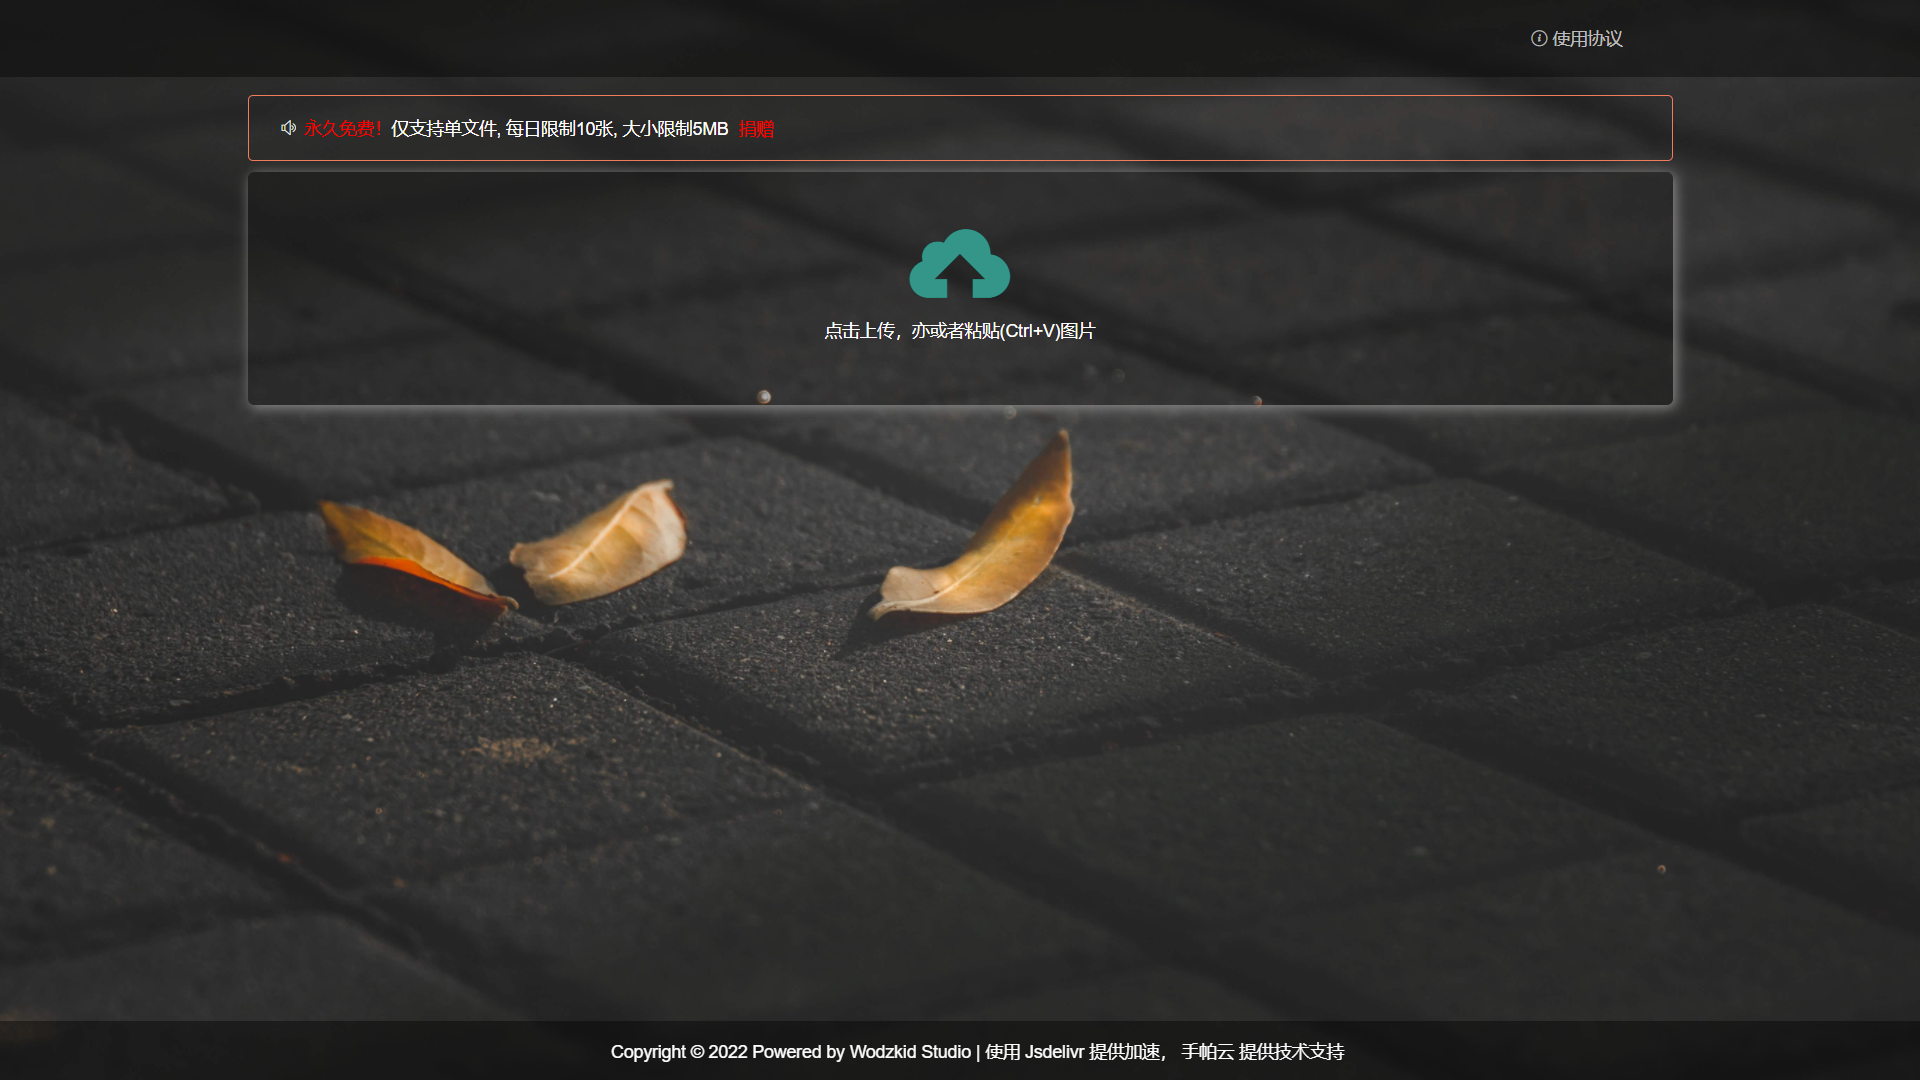 使用协议
永久免费！仅支持单文件, 每日限制10张, 大小限制5MB 捐赠
点击上传，亦或者粘贴(Ctrl+V)图片
Copyright © 2022 Powered by Wodzkid Studio | 使用 Jsdelivr 提供加速， 手帕云 提供技术支持